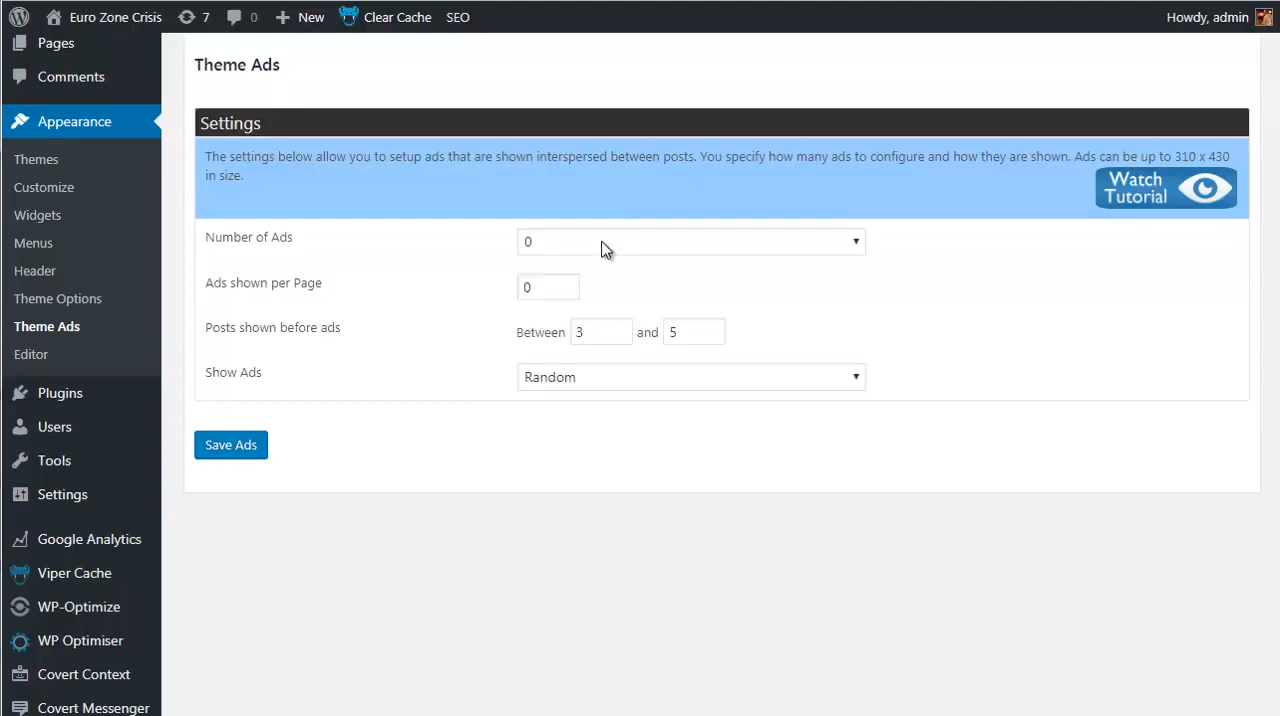 Euro Zone Crisis 7 0 New Clear Cache SEO Howdy, admin
Pages
Comments
Appearance
Themes
Customize
Widgets
Menus
Header
Theme Options
Theme Ads
Editor
Plugins
Users
Tools
Settings
Google Analytics
Viper Cache
WP-Optimize
WP Optimiser
Covert Context
Covert Messenger
Theme Ads
Settings
The settings below allow you to setup ads that are shown interspersed between posts. You specify how many ads to configure and how they are shown. Ads can be up to 310 x 430
in size.
Watch
Tutorial
Number of Ads 0
Ads shown per Page 0
Posts shown before ads Between 3 and 5
Show Ads Random
Save Ads